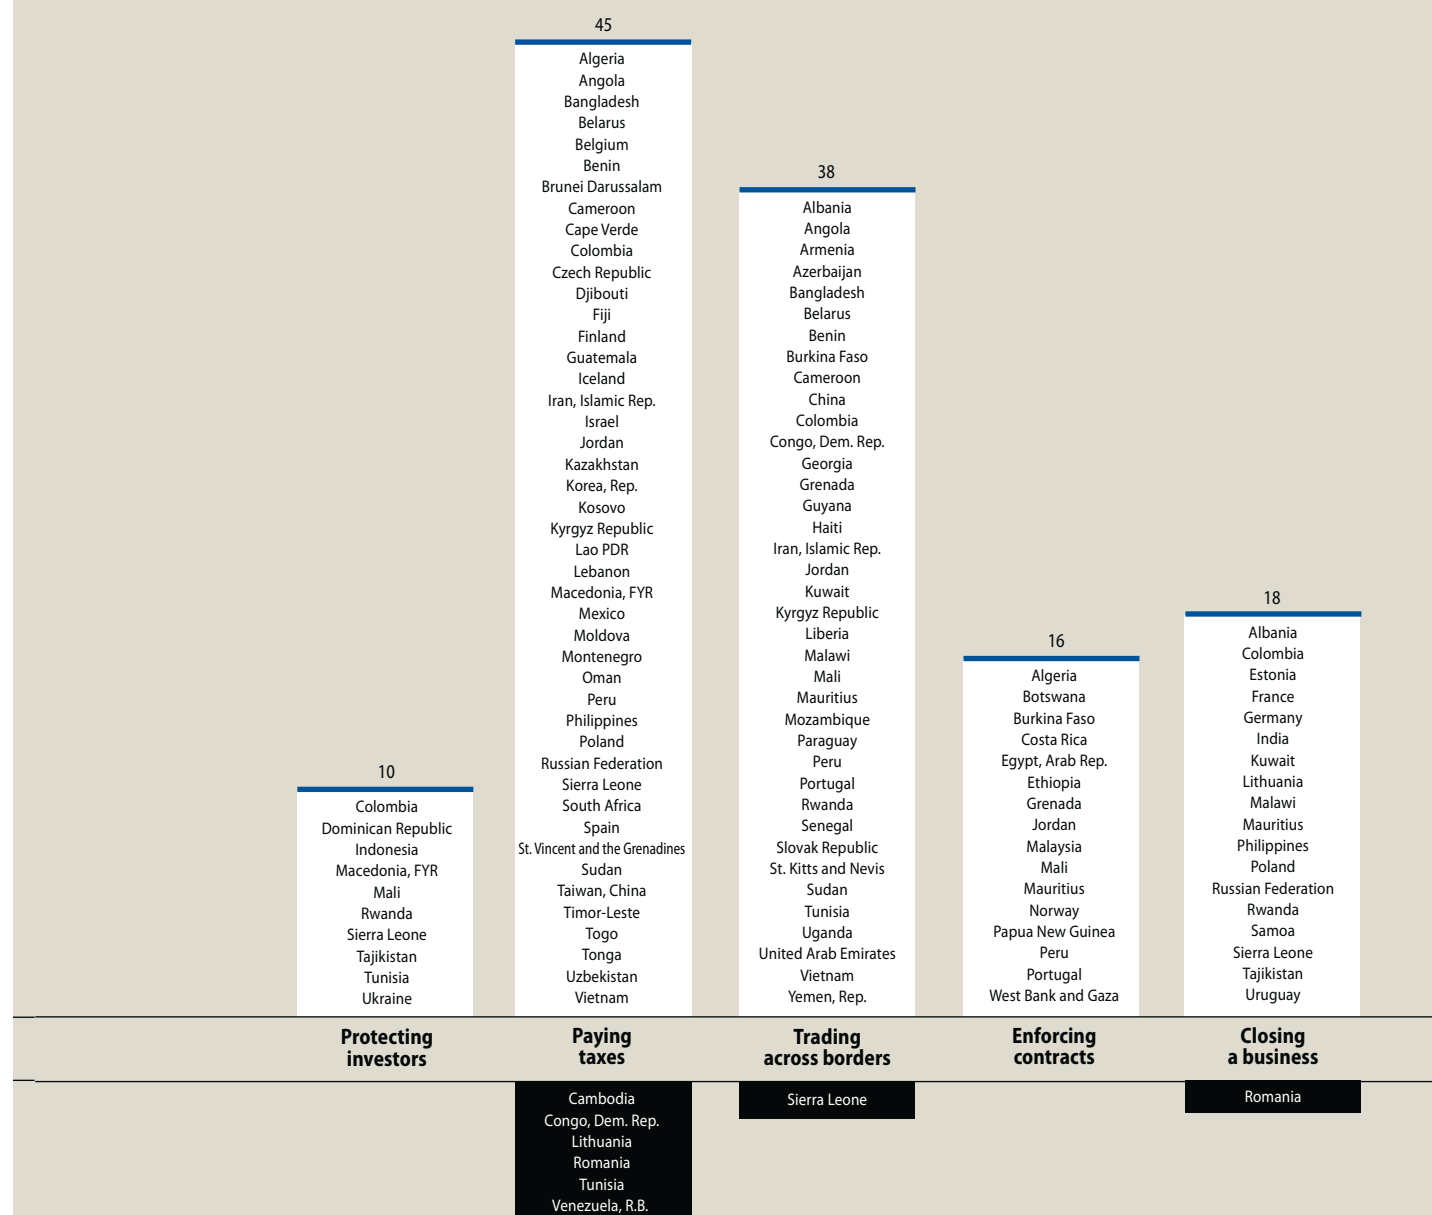 10
Colombia
Dominican Republic
Indonesia
Macedonia, FYR
Mali
Rwanda
Sierra Leone
Tajikistan
Tunisia
Ukraine
Protecting
investors
45
Algeria
Angola
Bangladesh
Belarus
Belgium
Benin
Brunei Darussalam
Cameroon
Cape Verde
Colombia
Czech Republic
Djibouti
Fiji
Finland
Guatemala
Iceland
Iran, Islamic Rep.
Israel
Jordan
Kazakhstan
Korea, Rep.
Kosovo
Kyrgyz Republic
Lao PDR
Lebanon
Macedonia, FYR
Mexico
Moldova
Montenegro
Oman
Peru
Philippines
Poland
Russian Federation
Sierra Leone
South Africa
Spain
St. Vincent and the Grenadines
Sudan
Taiwan, China
Timor-Leste
Togo
Tonga
Uzbekistan
Vietnam
Paying
taxes
Cambodia
Congo, Dem. Rep.
Lithuania
Romania
Tunisia
Venezuela, R.B.
38
Albania
Angola
Armenia
Azerbaijan
Bangladesh
Belarus
Benin
Burkina Faso
Cameroon
China
Colombia
Congo, Dem. Rep.
Georgia
Grenada
Guyana
Haiti
Iran, Islamic Rep.
Jordan
Kuwait
Kyrgyz Republic
Liberia
Malawi
Mali
Mauritius
Mozambique
Paraguay
Peru
Portugal
Rwanda
Senegal
Slovak Republic
St. Kitts and Nevis
Sudan
Tunisia
Uganda
United Arab Emirates
Vietnam
Yemen, Rep.
Trading
across borders
Sierra Leone
16
Algeria
Botswana
Burkina Faso
Costa Rica
Egypt, Arab Rep.
Ethiopia
Grenada
Jordan
Malaysia
Mali
Mauritius
Norway
Papua New Guinea
Peru
Portugal
West Bank and Gaza
Enforcing
contracts
18
Albania
Colombia
Estonia
France
Germany
India
Kuwait
Lithuania
Malawi
Mauritius
Philippines
Poland
Russian Federation
Rwanda
Samoa
Sierra Leone
Tajikistan
Uruguay
Closing
a business
Romania